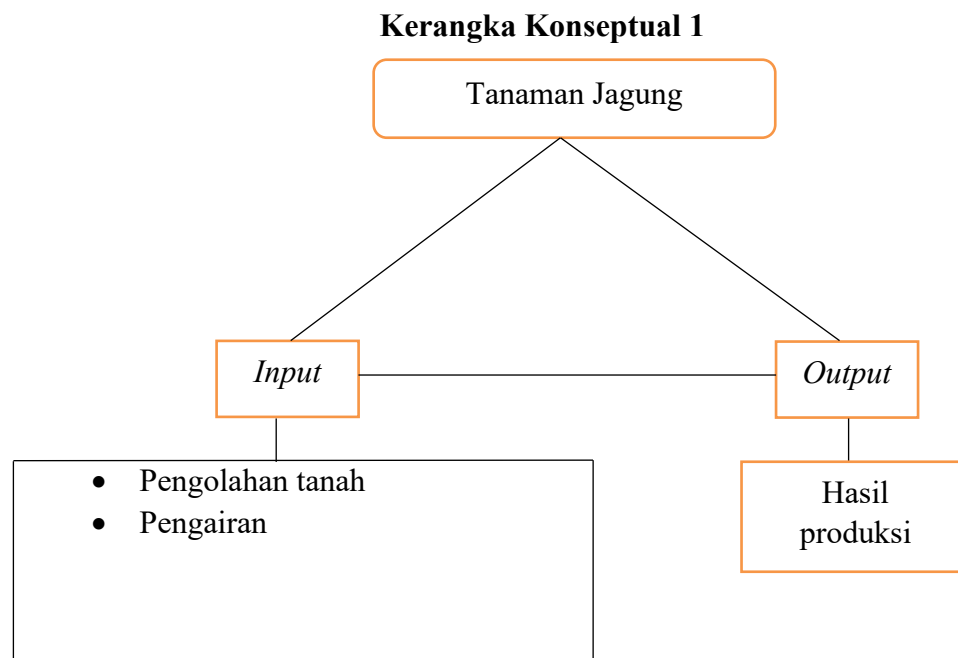 Kerangka Konseptual 1
Tanaman Jagung
Input
Output
• Pengolahan tanah
• Pengairan
Hasil
produksi